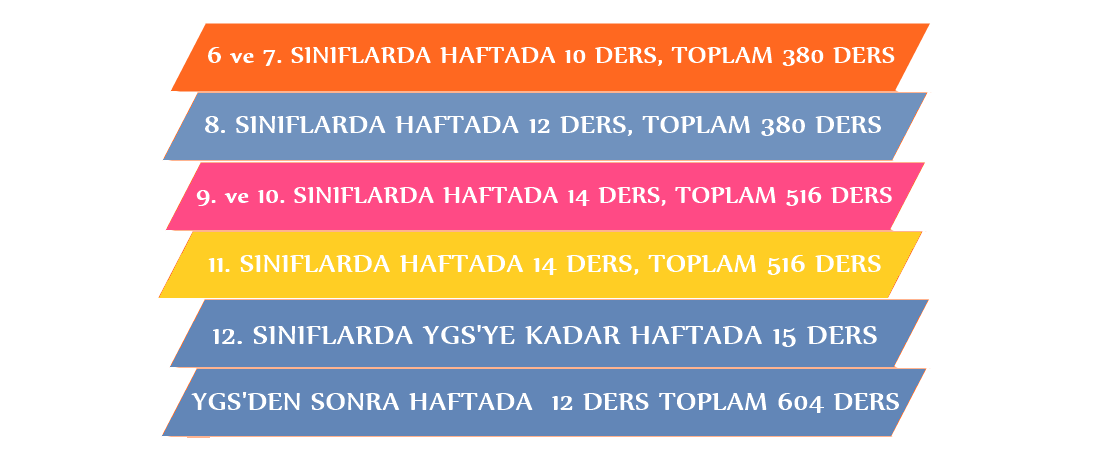 6 ve 7. SINIFLARDA HAFTADA 10 DERS, TOPLAM 380 DERS
8. SINIFLARDA HAFTADA 12 DERS, TOPLAM 380 DERS
9. ve 10. SINIFLARDA HAFTADA 14 DERS, TOPLAM 516 DERS
11. SINIFLARDA HAFTADA 14 DERS, TOPLAM 516 DERS
12. SINIFLARDA YGS'YE KADAR HAFTADA 15 DERS
YGS'DEN SONRA HAFTADA 12 DERS TOPLAM 604 DERS